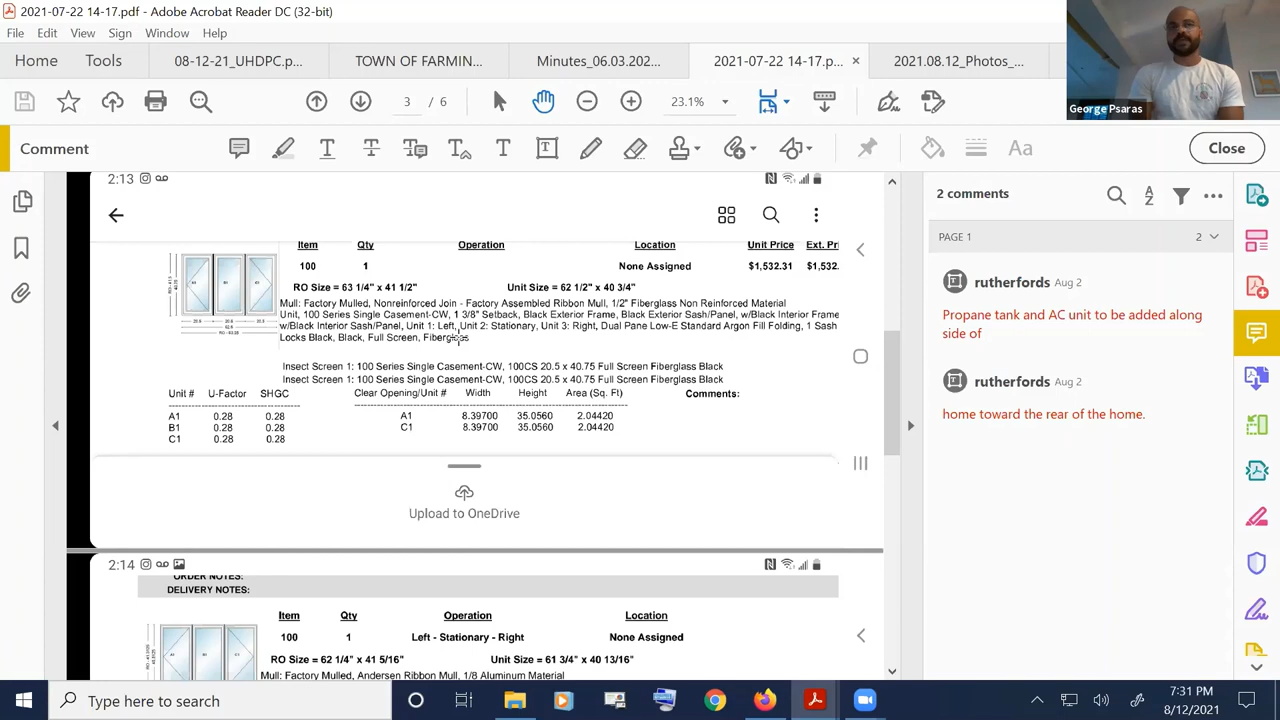 2021-07-22 14-17.pdf - Adobe Acrobat Reader DC (32-bit)
File Edit View Sign Window Help
Home Tools 08-12-21_UHDPC.p... TOWN OF FARMIN... Minutes_06.03.202... 2021-07-22 14-17.p... × 2021.08.12_Photos_...
George Psaras
3 / 6 23.1%
Comment
Close
2:13
2 comments
PAGE 1 2
rutherfords Aug 2
Propane tank and AC unit to be added along
side of
rutherfords Aug 2
home toward the rear of the home.
Item Qty Operation Location Unit Price Ext. Pri
100 1 None Assigned $1,532.31 $1,532.
RO Size = 63 1/4" x 41 1/2" Unit Size = 62 1/2" x 40 3/4"
Mull: Factory Mulled, Nonreinforced Join - Factory Assembled Ribbon Mull, 1/2" Fiberglass Non Reinforced Material
Unit, 100 Series Single Casement-CW, 1 3/8" Setback, Black Exterior Frame, Black Exterior Sash/Panel, w/Black Interior Frame
w/Black Interior Sash/Panel, Unit 1: Left, Unit 2: Stationary, Unit 3: Right, Dual Pane Low-E Standard Argon Fill Folding, 1 Sash
Locks Black, Black, Full Screen, Fiberglass
Insect Screen 1: 100 Series Single Casement-CW, 100CS 20.5 x 40.75 Full Screen Fiberglass Black
Insect Screen 1: 100 Series Single Casement-CW, 100CS 20.5 x 40.75 Full Screen Fiberglass Black
Unit # U-Factor SHGC Clear Opening/Unit # Width Height Area (Sq. Ft) Comments:
A1 0.28 0.28 A1 8.39700 35.0560 2.04420
B1 0.28 0.28 C1 8.39700 35.0560 2.04420
C1 0.28 0.28
Upload to OneDrive
2:14
ORDER NOTES:
DELIVERY NOTES:
Item Qty Operation Location
100 1 Left - Stationary - Right None Assigned
RO Size = 62 1/4" x 41 5/16" Unit Size = 61 3/4" x 40 13/16"
Mull: Factory Mulled, Andersen Ribbon Mull, 1/8 Aluminum Material
Type here to search
7:31 PM
8/12/2021